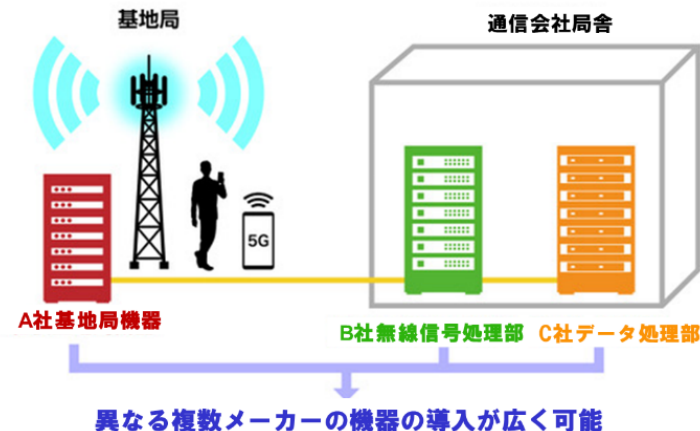 基地局
通信会社局舎
5G
A社基地局機器
B社無線信号処理部
C社データ処理部
異なる複数メーカーの機器の導入が広く可能